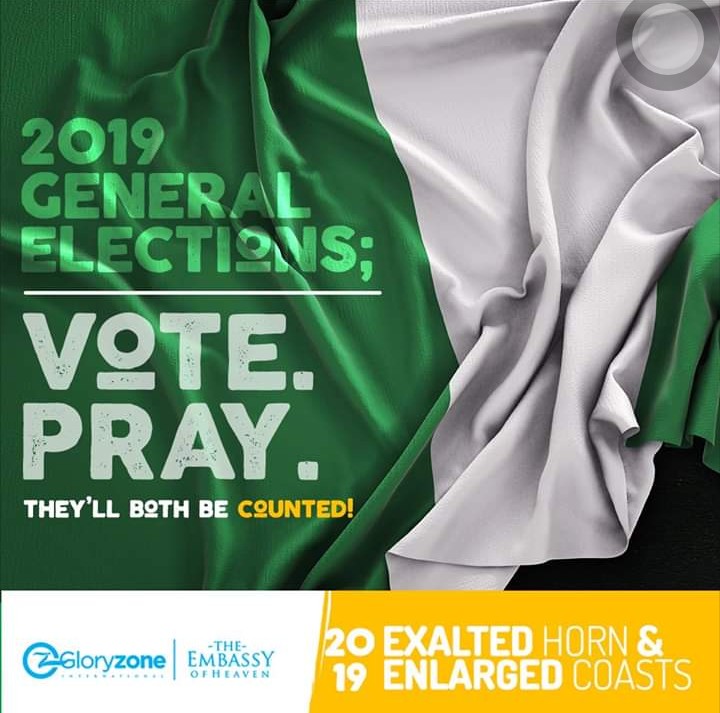 2019
GENERAL
ELECTIONS;
VOTE.
PRAY.
THEY'LL BOTH BE COUNTED!
Gloryzone
INTERNATIONAL
-THE-
EMBASSY
OF HEAVEN
20 EXALTED HORN &
19 ENLARGED COASTS